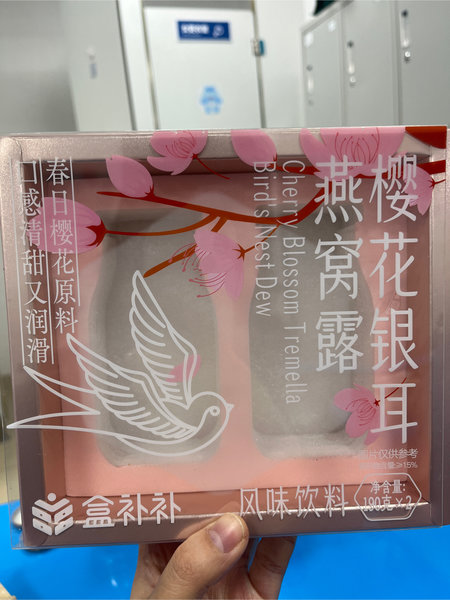 樱花银耳
燕窝露
Cherry Blossom Tremella
Bird's Nest Dew
春日樱花原料
口感清甜又润滑
图片仅供参考
≥15%
盒补补
风味饮料
净含量:
190克×2